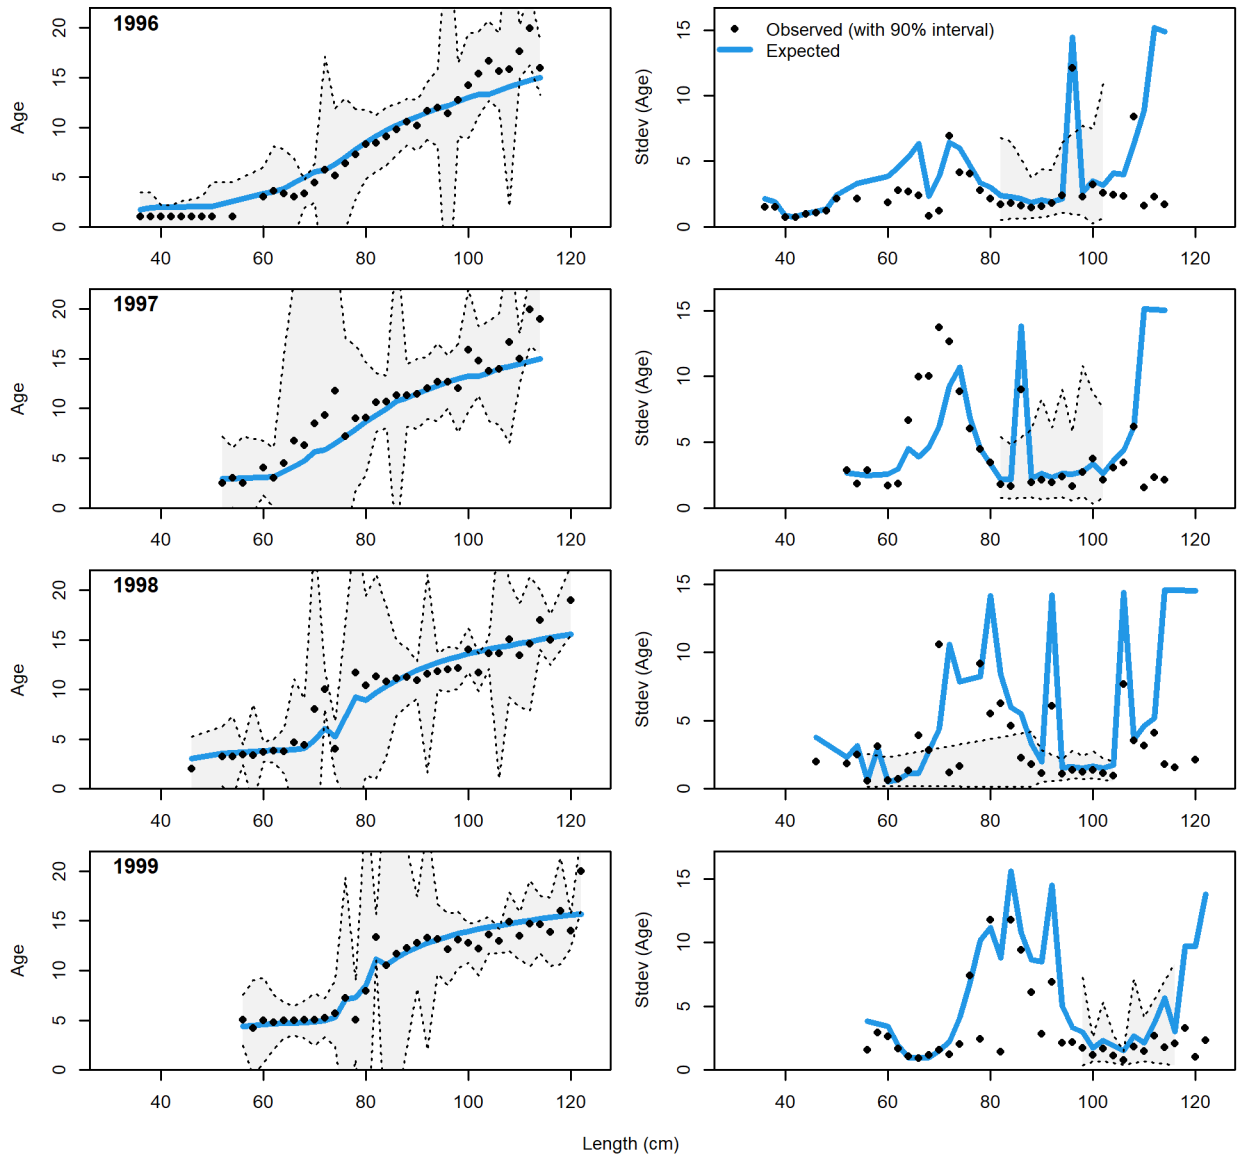 1996
Age
0 5 10 15 20
40 60 80 100 120
Observed (with 90% interval)
Expected
Stdev (Age)
0 5 10 15
40 60 80 100 120
1997
Age
0 5 10 15 20
40 60 80 100 120
Stdev (Age)
0 5 10 15
40 60 80 100 120
1998
Age
0 5 10 15 20
40 60 80 100 120
Stdev (Age)
0 5 10 15
40 60 80 100 120
1999
Age
0 5 10 15 20
40 60 80 100 120
Stdev (Age)
0 5 10 15
40 60 80 100 120
Length (cm)